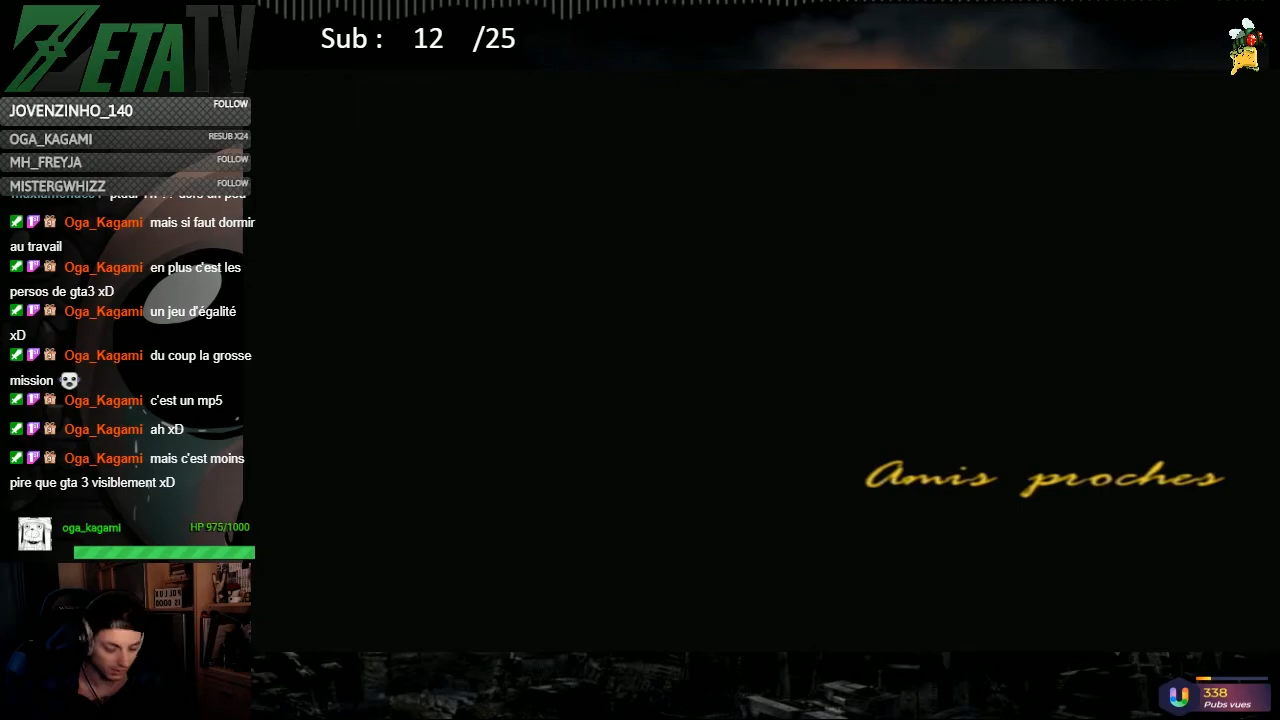 ZETATV
Sub : 12 /25
JOVENZINHO_140 FOLLOW
OGA_KAGAMI RESUB X24
MH_FREYJA FOLLOW
MISTERGWHIZZ FOLLOW
Oga_Kagami mais si faut dormir
au travail
Oga_Kagami en plus c'est les
persos de gta3 xD
Oga_Kagami un jeu d'égalité
xD
Oga_Kagami du coup la grosse
mission
Oga_Kagami c'est un mp5
Oga_Kagami ah xD
Oga_Kagami mais c'est moins
pire que gta 3 visiblement xD
Amis proches
oga_kagami HP 975/1000
338
Pubs vues